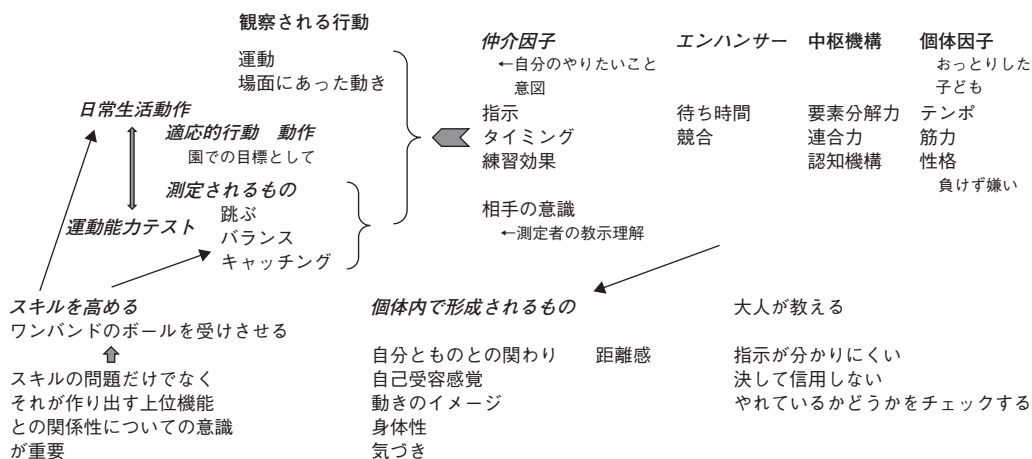 観察される行動
運動
場面にあった動き
日常生活動作
適応的行動　動作
園での目標として
測定されるもの
運動能力テスト
跳ぶ
バランス
キャッチング
仲介因子
←自分のやりたいこと
意図
指示
タイミング
練習効果
相手の意識
←測定者の教示理解
エンハンサー
待ち時間
競合
中枢機構
要素分解力
連合力
認知機構
個体因子
おっとりした
子ども
テンポ
筋力
性格
負けず嫌い
スキルを高める
ワンバンドのボールを受けさせる
スキルの問題だけでなく
それが作り出す上位機能
との関係性についての意識
が重要
個体内で形成されるもの
自分とものとの関わり　距離感
自己受容感覚
動きのイメージ
身体性
気づき
大人が教える
指示が分かりにくい
決して信用しない
やれているかどうかをチェックする